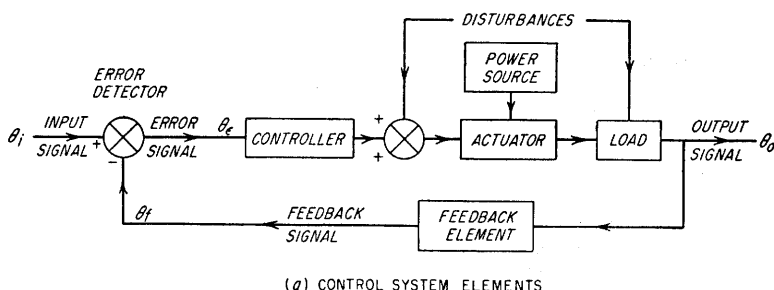 DISTURBANCES
POWER
SOURCE
ERROR
DETECTOR
θi
INPUT
SIGNAL
+
−
ERROR
SIGNAL
θϵ
CONTROLLER
+
+
ACTUATOR
LOAD
OUTPUT
SIGNAL
θo
θf
FEEDBACK
SIGNAL
FEEDBACK
ELEMENT
(a) CONTROL SYSTEM ELEMENTS